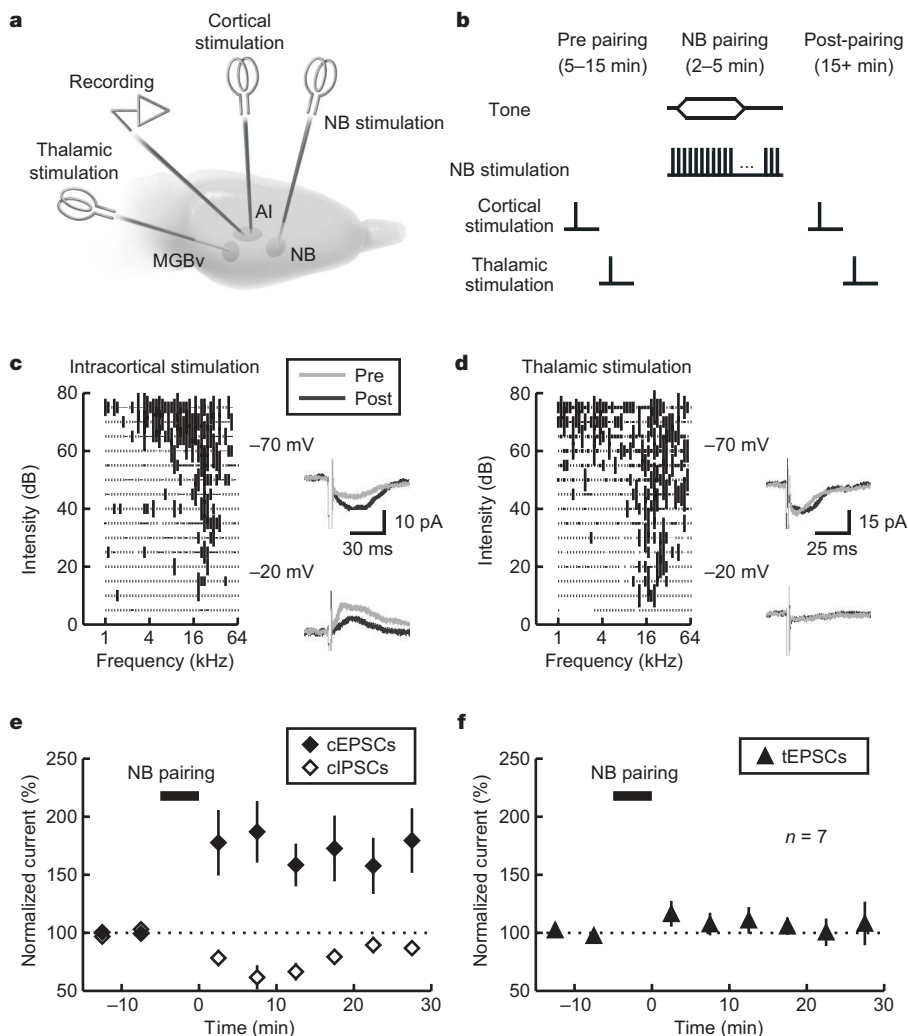 a
Cortical
stimulation
Recording
NB stimulation
Thalamic
stimulation
AI
MGBv
NB
b
Pre pairing
(5–15 min)
NB pairing
(2–5 min)
Post-pairing
(15+ min)
Tone
NB stimulation
...
Cortical
stimulation
Thalamic
stimulation
c
Intracortical stimulation
Pre
Post
80
60
40
20
0
Intensity (dB)
1 4 16 64
Frequency (kHz)
–70 mV
10 pA
30 ms
–20 mV
d
Thalamic stimulation
80
60
40
20
0
Intensity (dB)
1 4 16 64
Frequency (kHz)
–70 mV
15 pA
25 ms
–20 mV
e
cEPSCs
cIPSCs
NB pairing
250
200
150
100
50
Normalized current (%)
–10 0 10 20 30
Time (min)
f
tEPSCs
NB pairing
n = 7
250
200
150
100
50
Normalized current (%)
–10 0 10 20 30
Time (min)